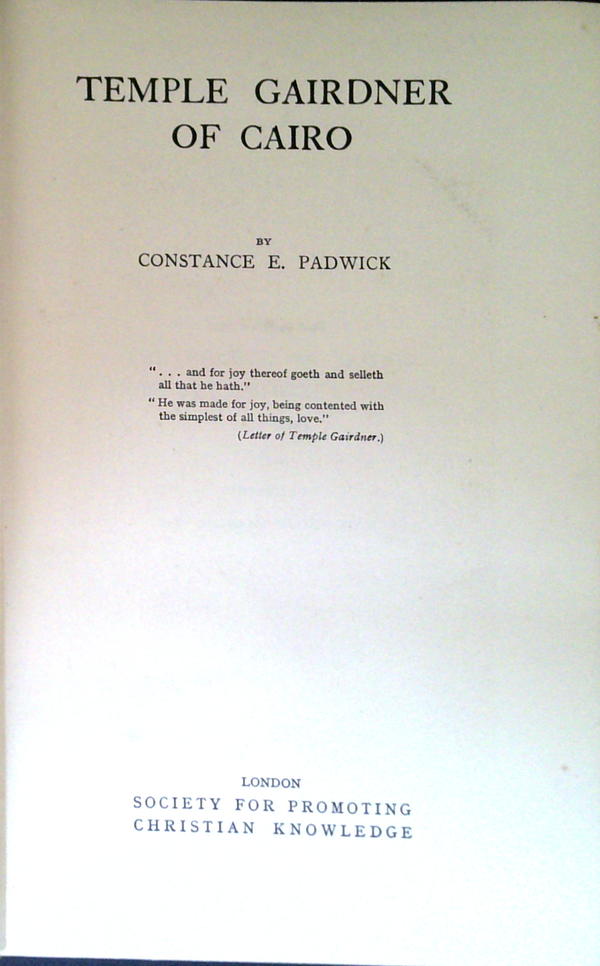 TEMPLE GAIRDNER
OF CAIRO
BY
CONSTANCE E. PADWICK
“. . . and for joy thereof goeth and selleth
all that he hath.”
“He was made for joy, being contented with
the simplest of all things, love.”
(Letter of Temple Gairdner.)
LONDON
SOCIETY FOR PROMOTING
CHRISTIAN KNOWLEDGE